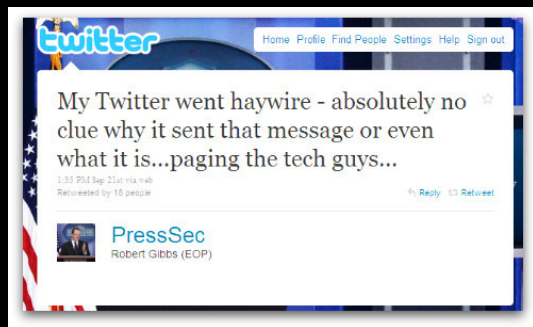 twitter
Home Profile Find People Settings Help Sign out
My Twitter went haywire - absolutely no
clue why it sent that message or even
what it is...paging the tech guys...
1:35 PM Sep 21st via web
Retweeted by 18 people
Reply Retweet
PressSec
Robert Gibbs (EOP)